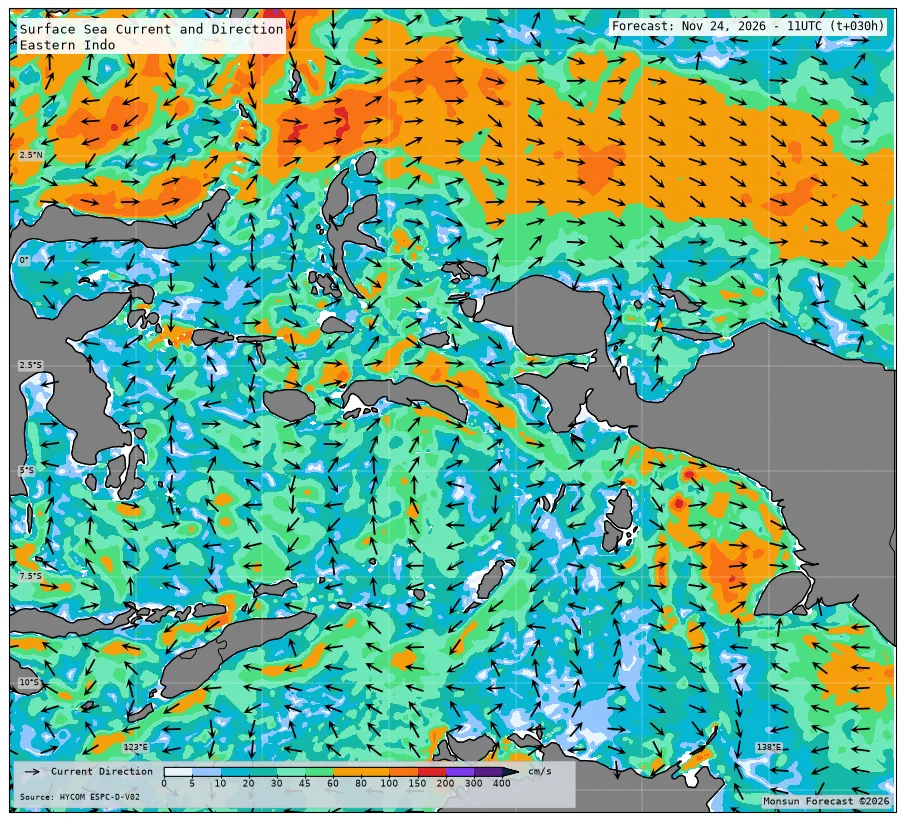 Surface Sea Current and Direction
Eastern Indo
Forecast: Nov 24, 2026 - 11UTC (t+030h)
2.5°N
0°
2.5°S
5°S
7.5°S
10°S
123°E
138°E
Current Direction
0 5 10 20 30 45 60 80 100 150 200 300 400 cm/s
Source: HYCOM ESPC-D-V02
Monsun Forecast ©2026